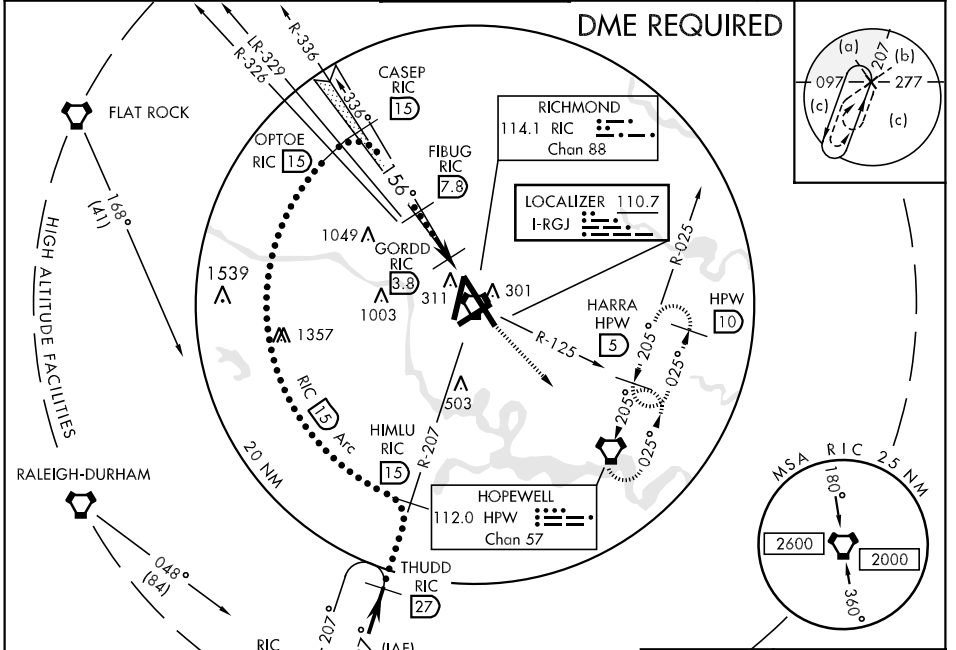 DME REQUIRED
(a)
207
(b)
097
277
(c)
(c)
R-336
LR-329
R-326
336°
CASEP
RIC
15
FLAT ROCK
OPTOE
RIC 15
156°
FIBUG
RIC
7.8
RICHMOND
114.1 RIC
Chan 88
LOCALIZER 110.7
I-RGJ
168°
(41)
HIGH ALTITUDE FACILITIES
1049
GORDD
RIC
3.8
1539
1003
311
301
1357
R-025
HARRA
HPW
5
HPW
10
R-125
205°
025°
205°
025°
503
RIC 15 Arc
HIMLU
RIC
15
R-207
20 NM
RALEIGH-DURHAM
048°
(84)
HOPEWELL
112.0 HPW
Chan 57
MSA RIC 25 NM
180°
2600
2000
360°
THUDD
RIC
27
207°
RIC
(IAF)